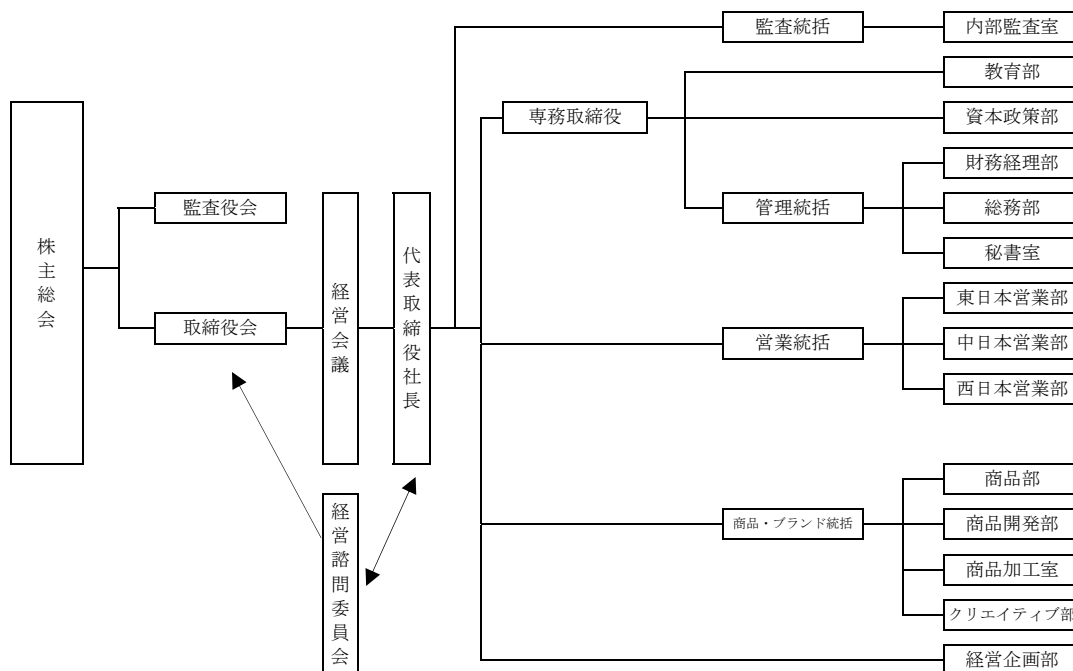 株主総会
監査役会
取締役会
経営会議
経営諮問委員会
代表取締役社長
監査統括
内部監査室
専務取締役
教育部
資本政策部
管理統括
財務経理部
総務部
秘書室
営業統括
東日本営業部
中日本営業部
西日本営業部
商品・ブランド統括
商品部
商品開発部
商品加工室
クリエイティブ部
経営企画部